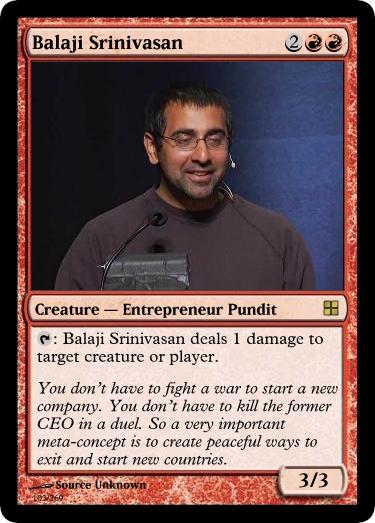 Balaji Srinivasan 2
Creature — Entrepreneur Pundit
: Balaji Srinivasan deals 1 damage to
target creature or player.
You don't have to fight a war to start a new
company. You don't have to kill the former
CEO in a duel. So a very important
meta-concept is to create peaceful ways to
exit and start new countries.
Source Unknown
103/269
3/3